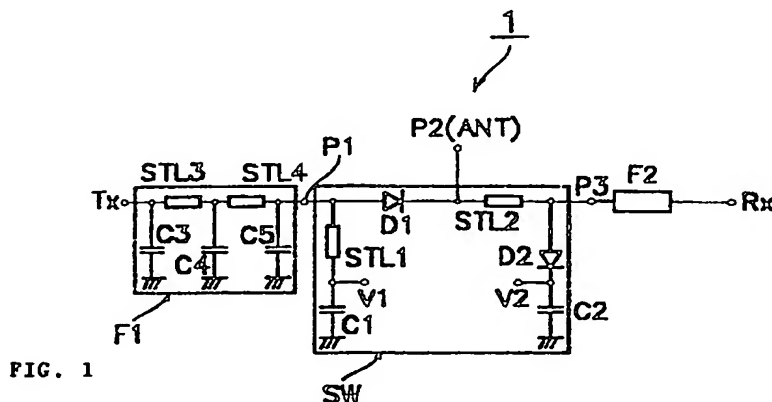 1
P2(ANT)
P1
STL3 STL4 P3 F2
Tx Rx
D1 STL2
C3 C4 C5 STL1 D2
V1 V2
C1 C2
F1
SW
FIG. 1